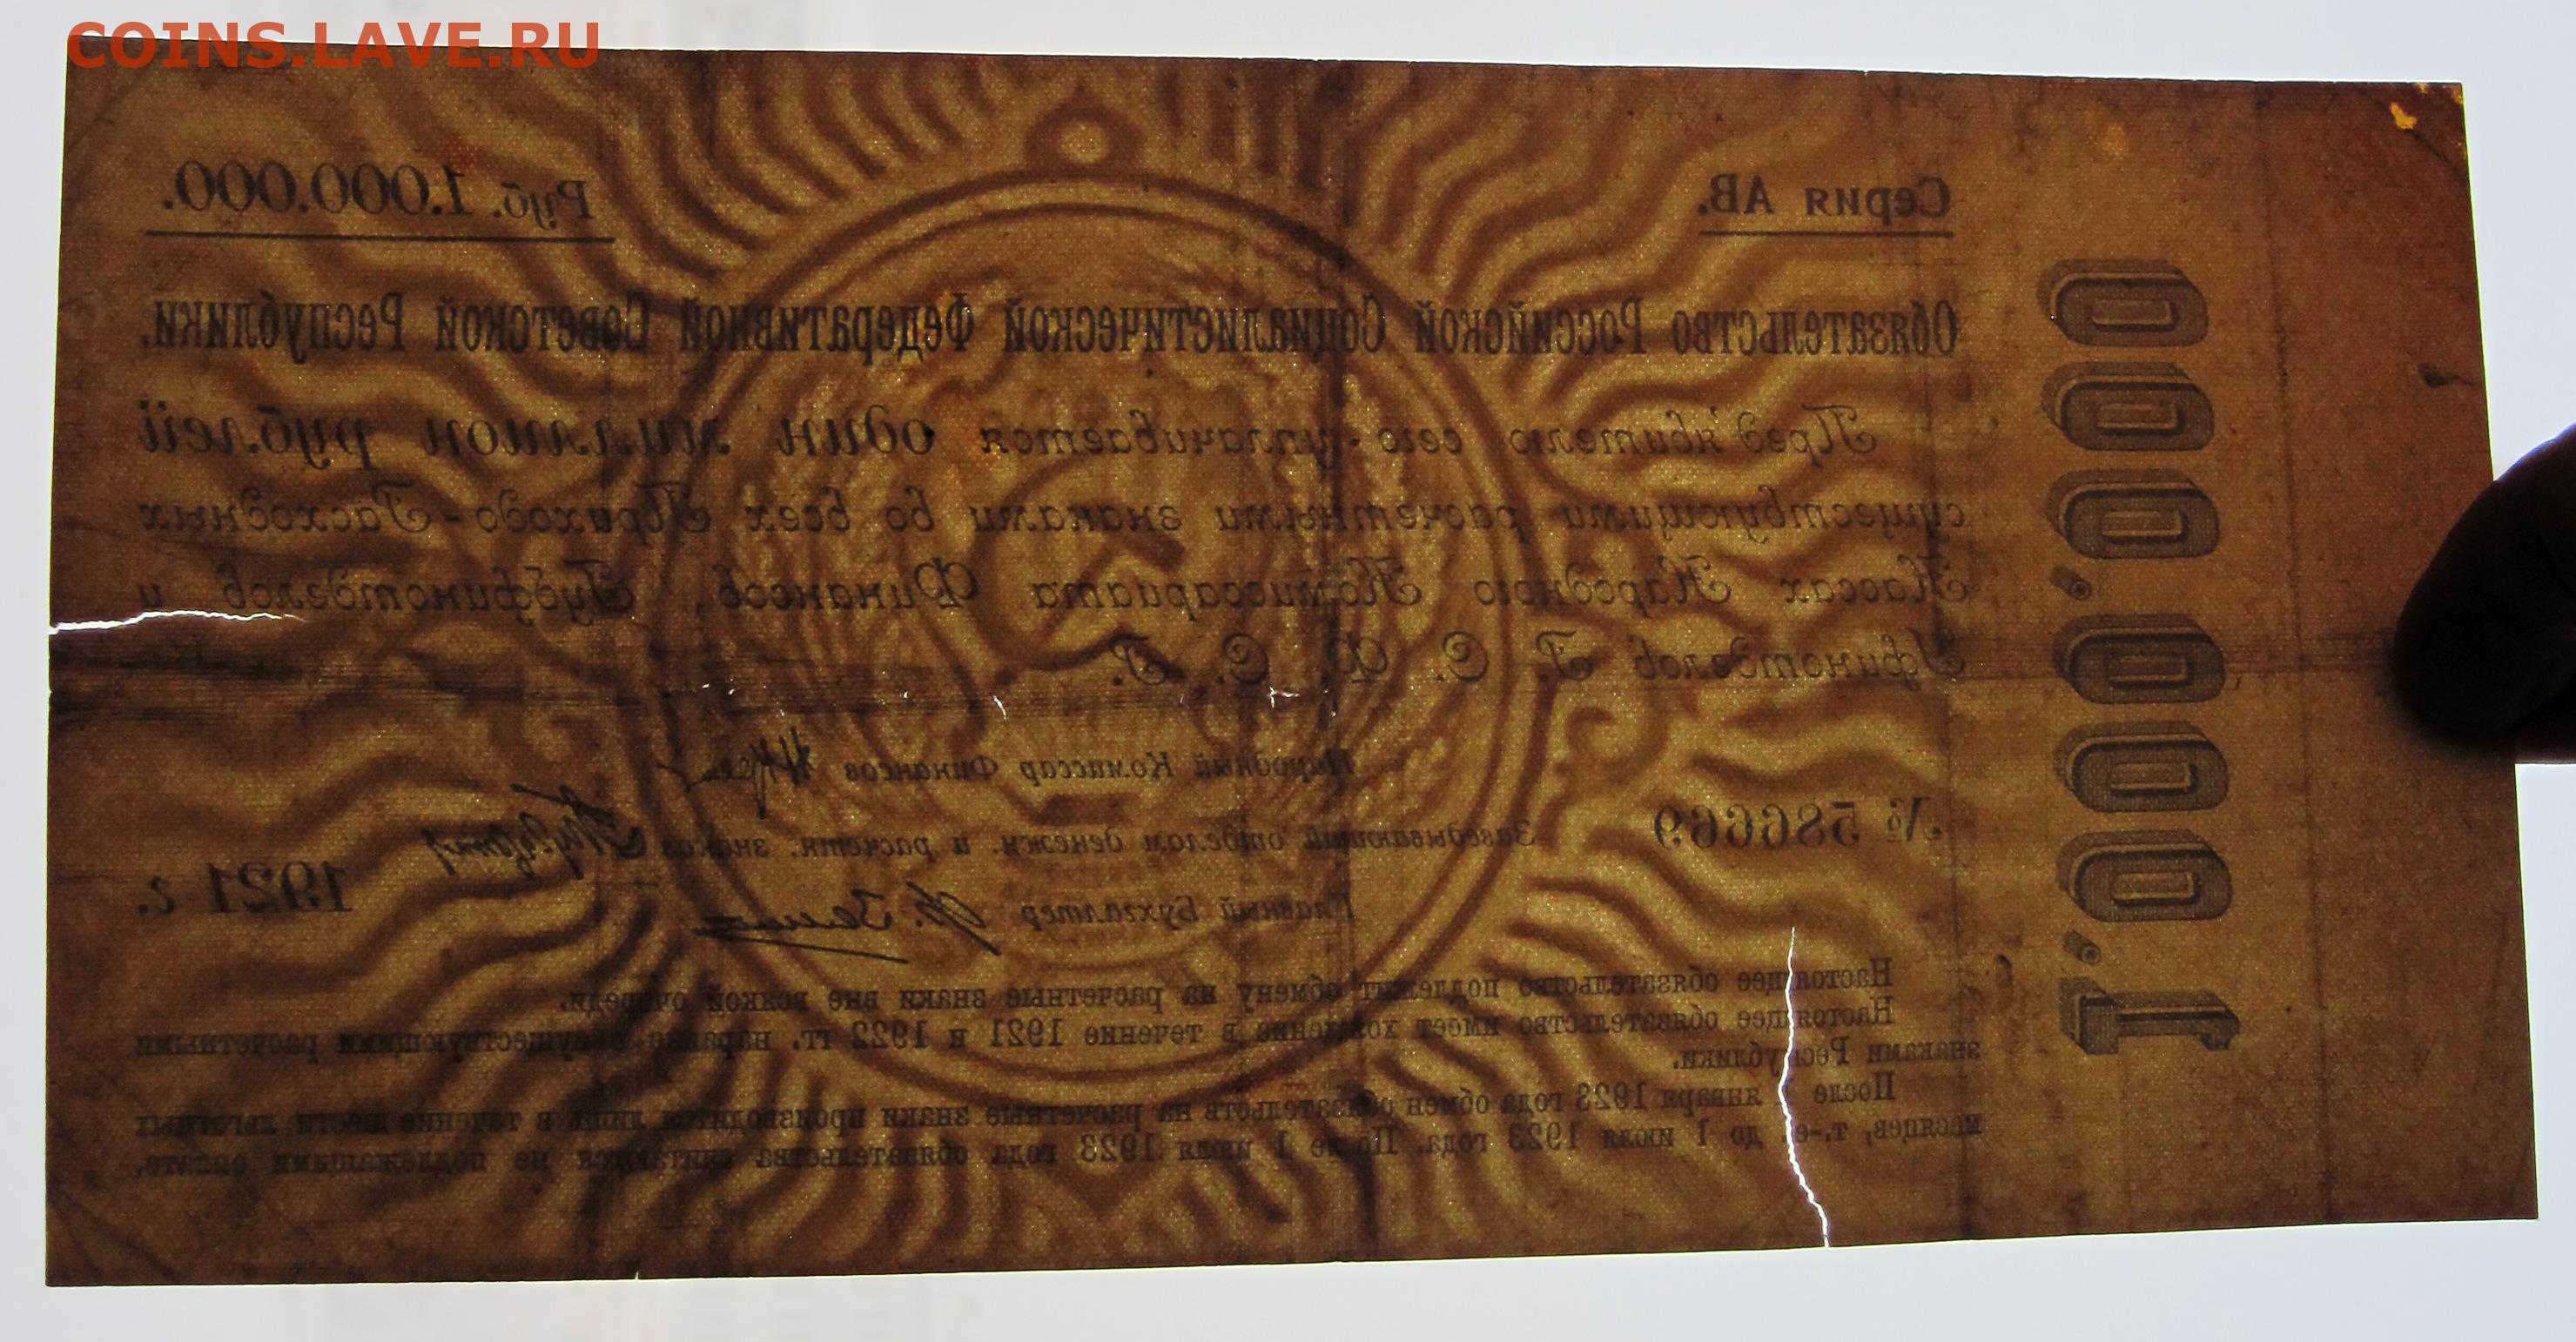 COINS.LAVE.RU
Серия АВ. Руб. 1.000.000.
Обязательство Российской Социалистической Федеративной Советской Республики.
Пред'явителю сего уплачивается один миллион рублей
существующими расчетными знаками во всех Приходо-Расходных
Кассах Народного Комиссариата Финансов, Губфинотделов и
Уфинотделов Р. С. Ф. С. Р.
Народный Комиссар Финансов
№ 586669 Заведывающий отделом денежн. и расчетн. знаков
Главный Бухгалтер
1921 г.
Настоящее обязательство подлежит обмену на расчетные знаки вне всякой очереди.
Настоящее обязательство имеет хождение в течение 1921 и 1922 гг. наравне с существующими расчетными
знаками Республики.
После января 1923 года обмен обязательств на расчетные знаки производится лишь в течение шести льготных
месяцев, т.-е. до 1 июля 1923 года. После 1 июля 1923 года обязательства считаются не подлежащими оплате.
1.000.000